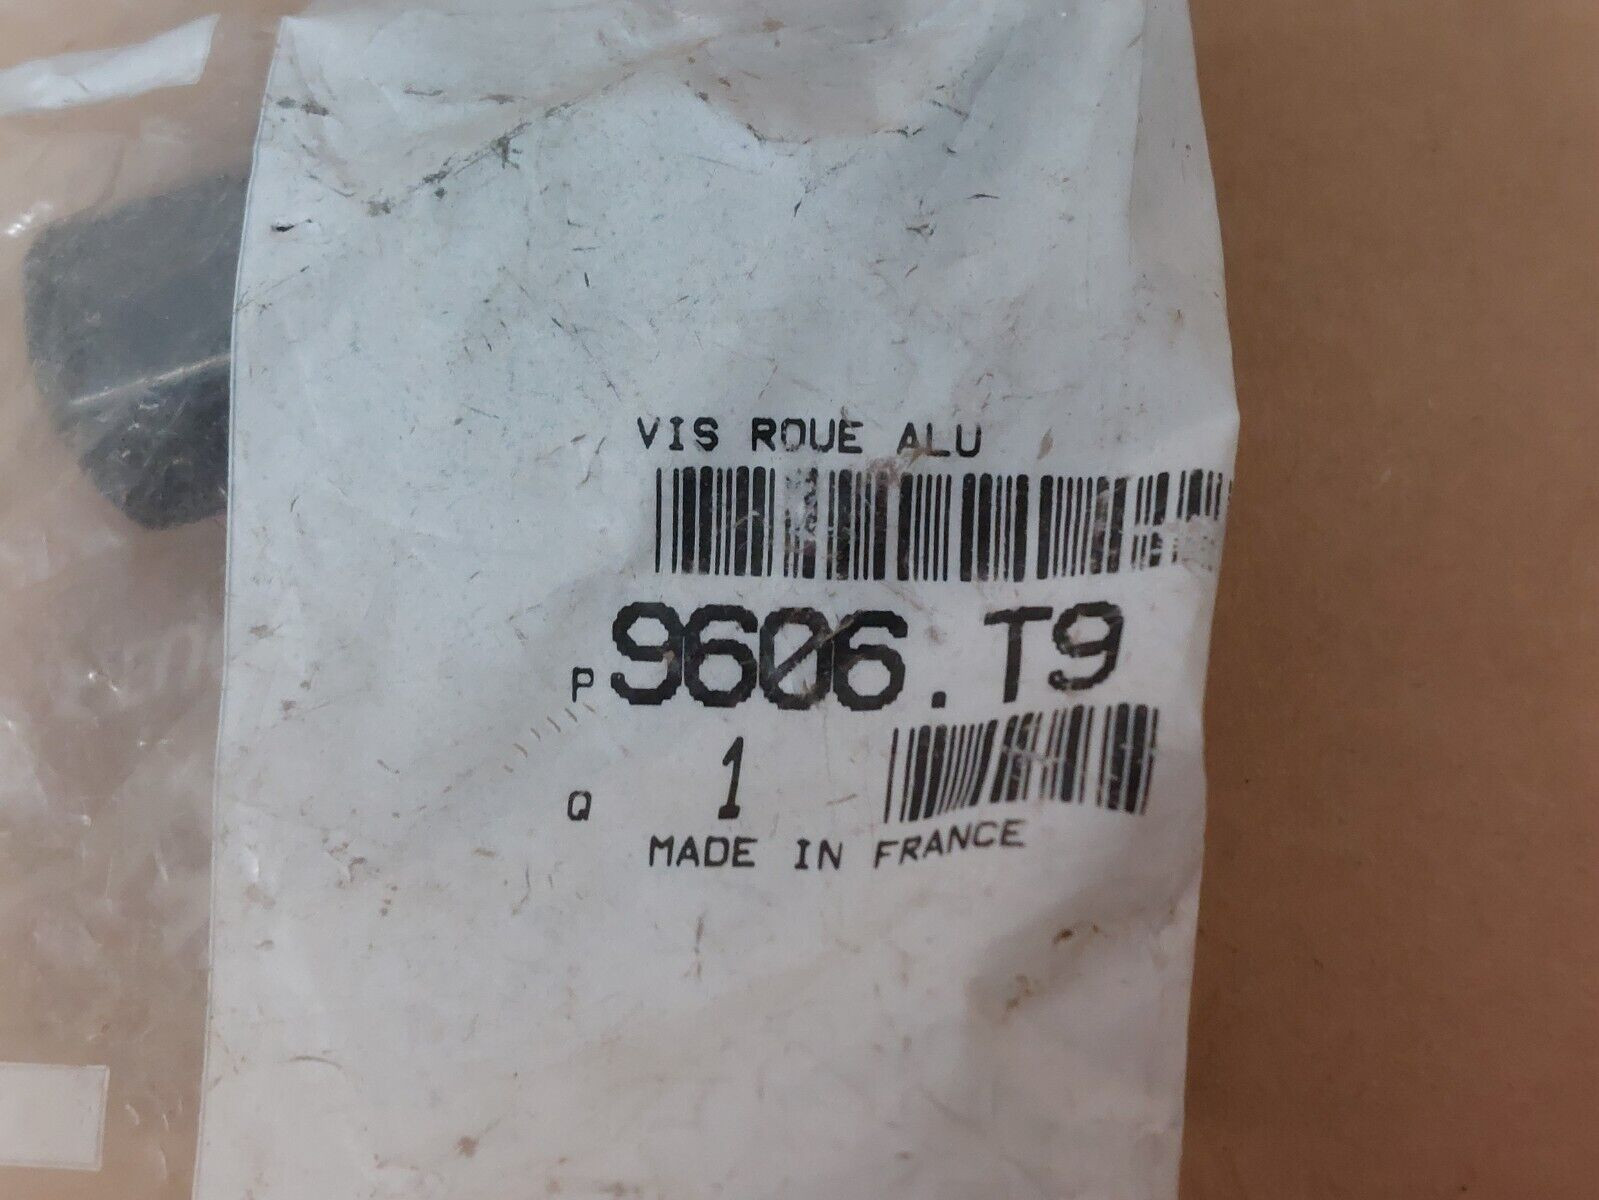 VIS ROUE ALU
P 9606.T9
Q 1
MADE IN FRANCE